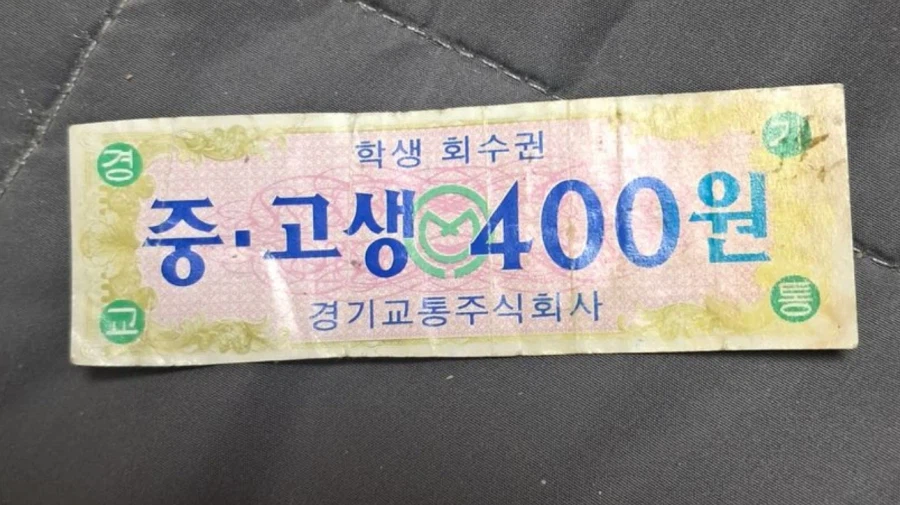 경 기
학생 회수권
중·고생 400원
경기교통주식회사
교 통